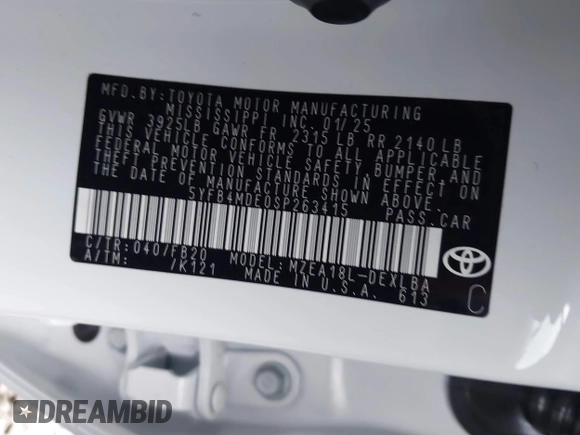 MFD. BY: TOYOTA MOTOR MANUFACTURING
MISSISSIPPI INC. 01/25
GVWR 3925LB GAWR FR 2315 LB RR 2140 LB
THIS VEHICLE CONFORMS TO ALL APPLICABLE
FEDERAL MOTOR VEHICLE SAFETY, BUMPER, AND
THEFT PREVENTION STANDARDS IN EFFECT ON
THE DATE OF MANUFACTURE SHOWN ABOVE.
5YFB4MDE0SP263415 PASS.CAR
C/TR: 040/FB20 MODEL: MZEA18L-DEXLBA
A/TM: /K121 MADE IN U.S.A. 613
C
DREAMBID